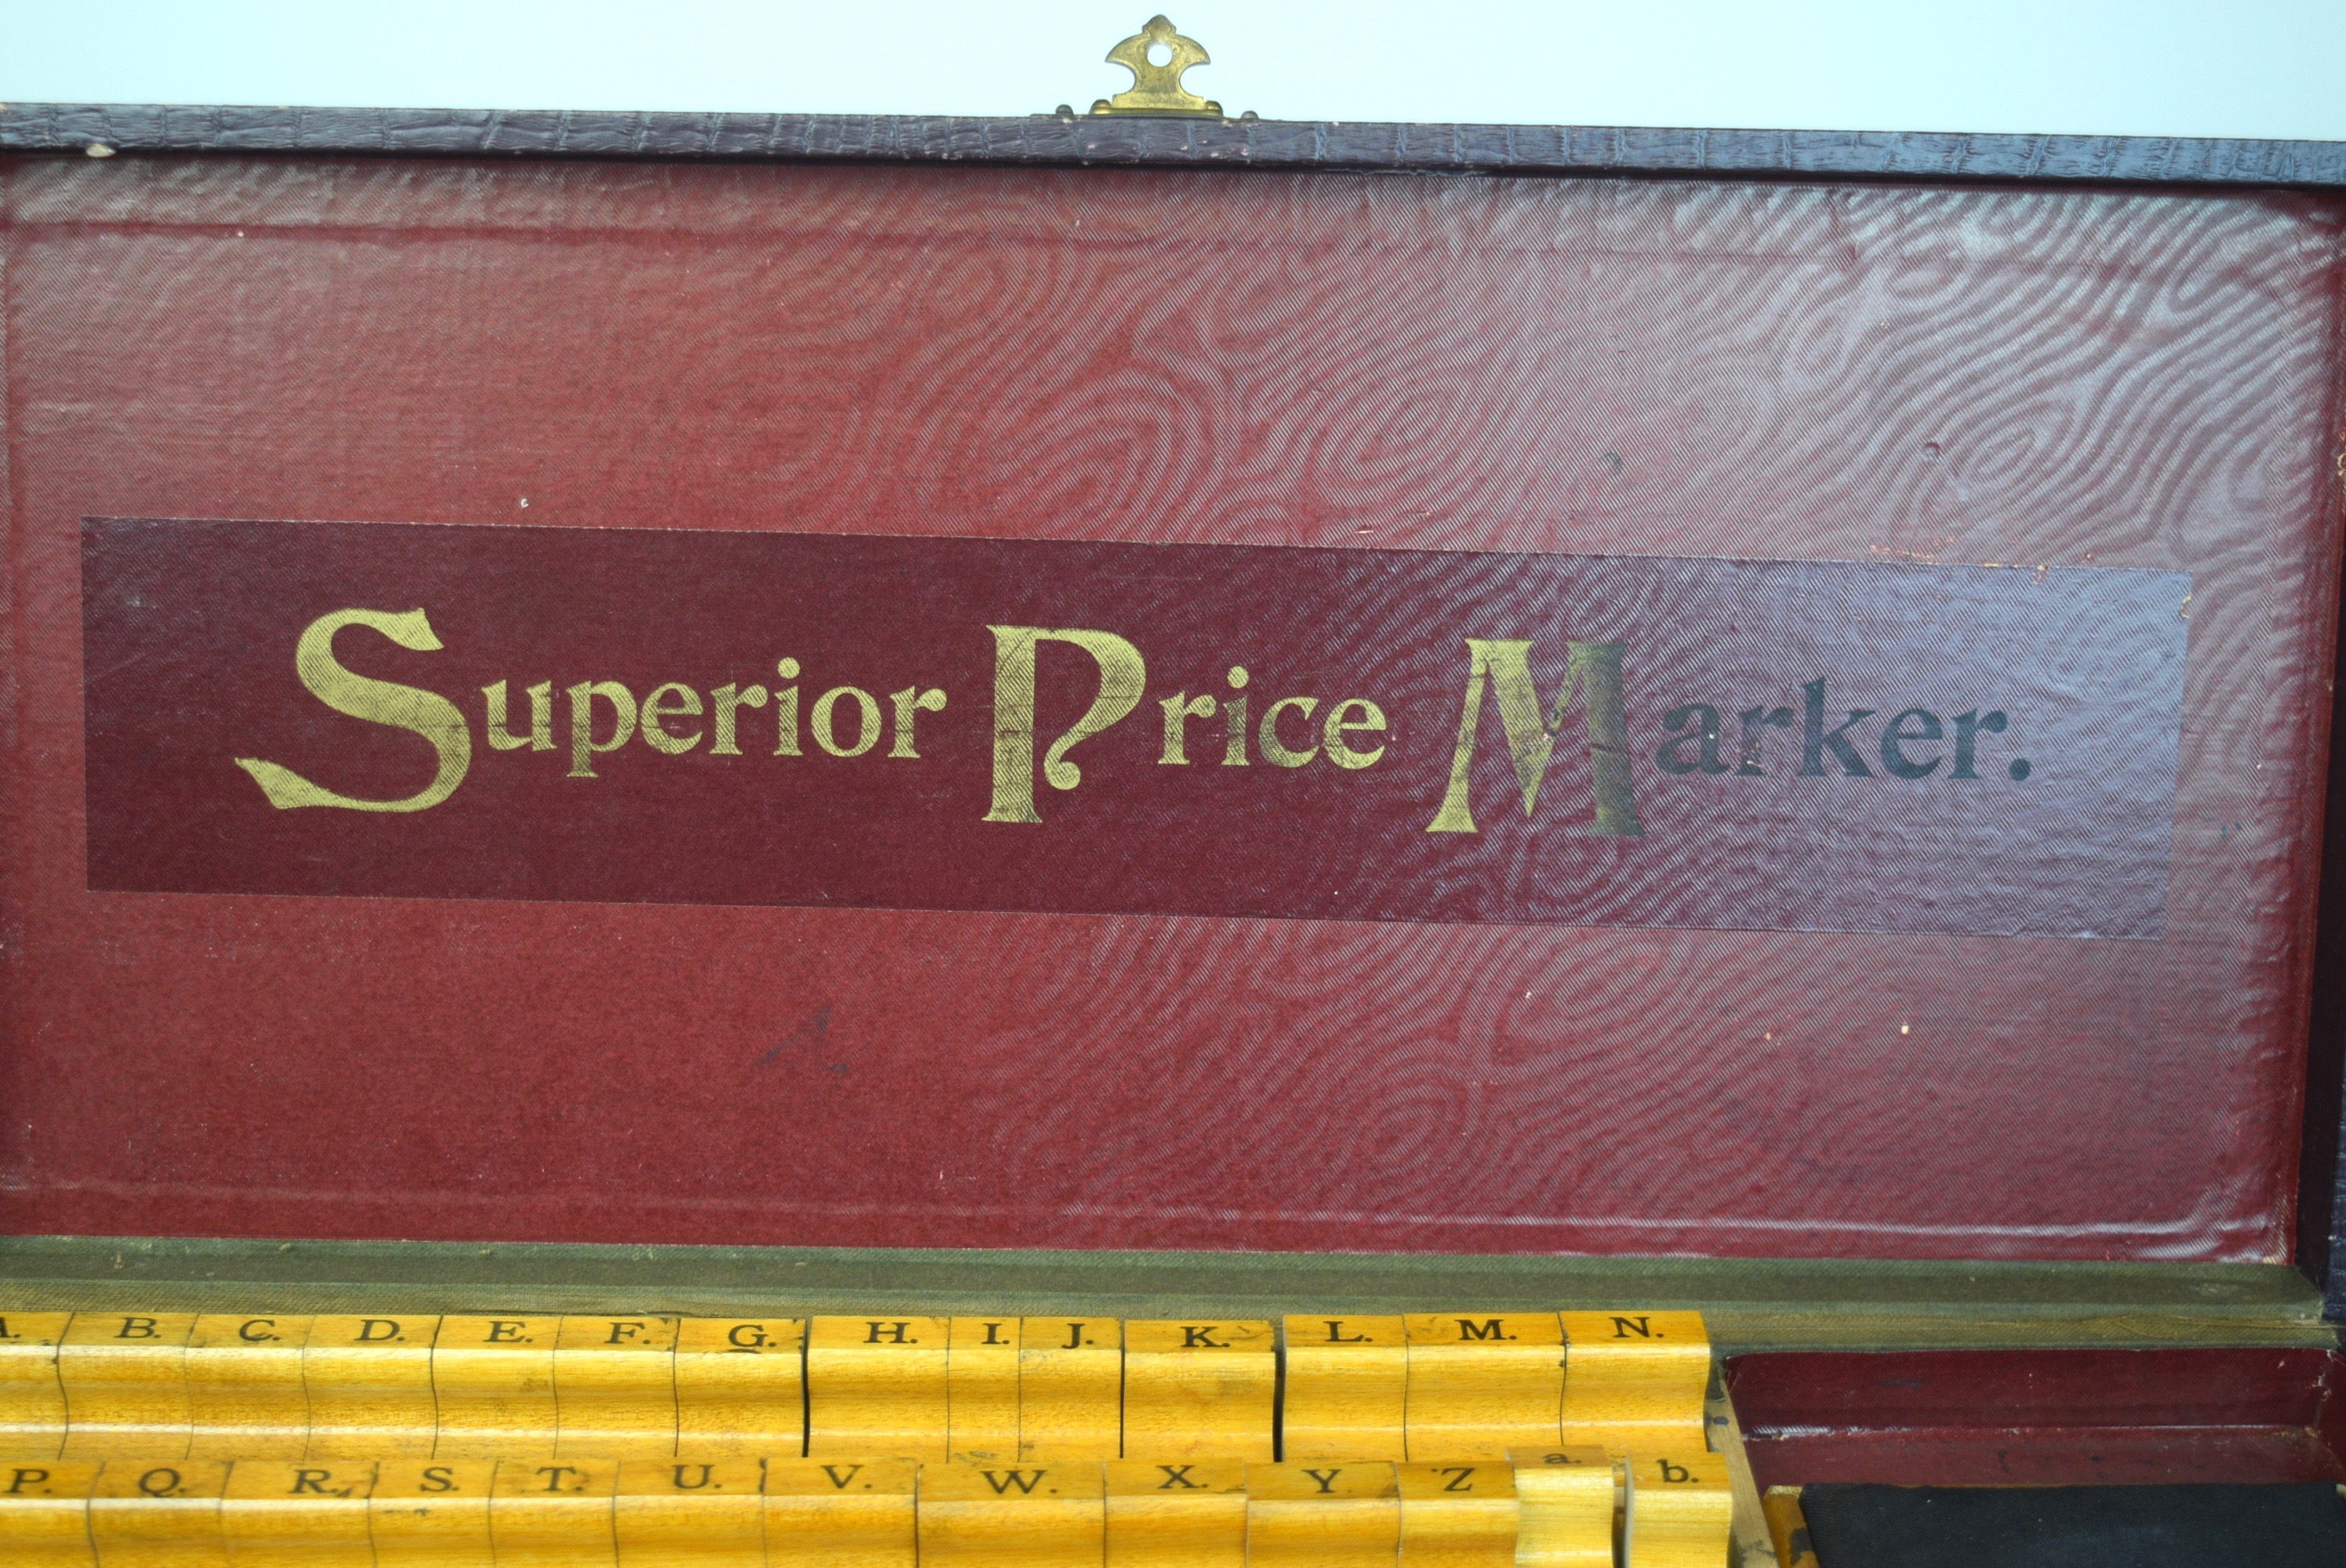 Superior Price Marker.
A. B. C. D. E. F. G. H. I. J. K. L. M. N.
P. Q. R. S. T. U. V. W. X. Y Z a. b.